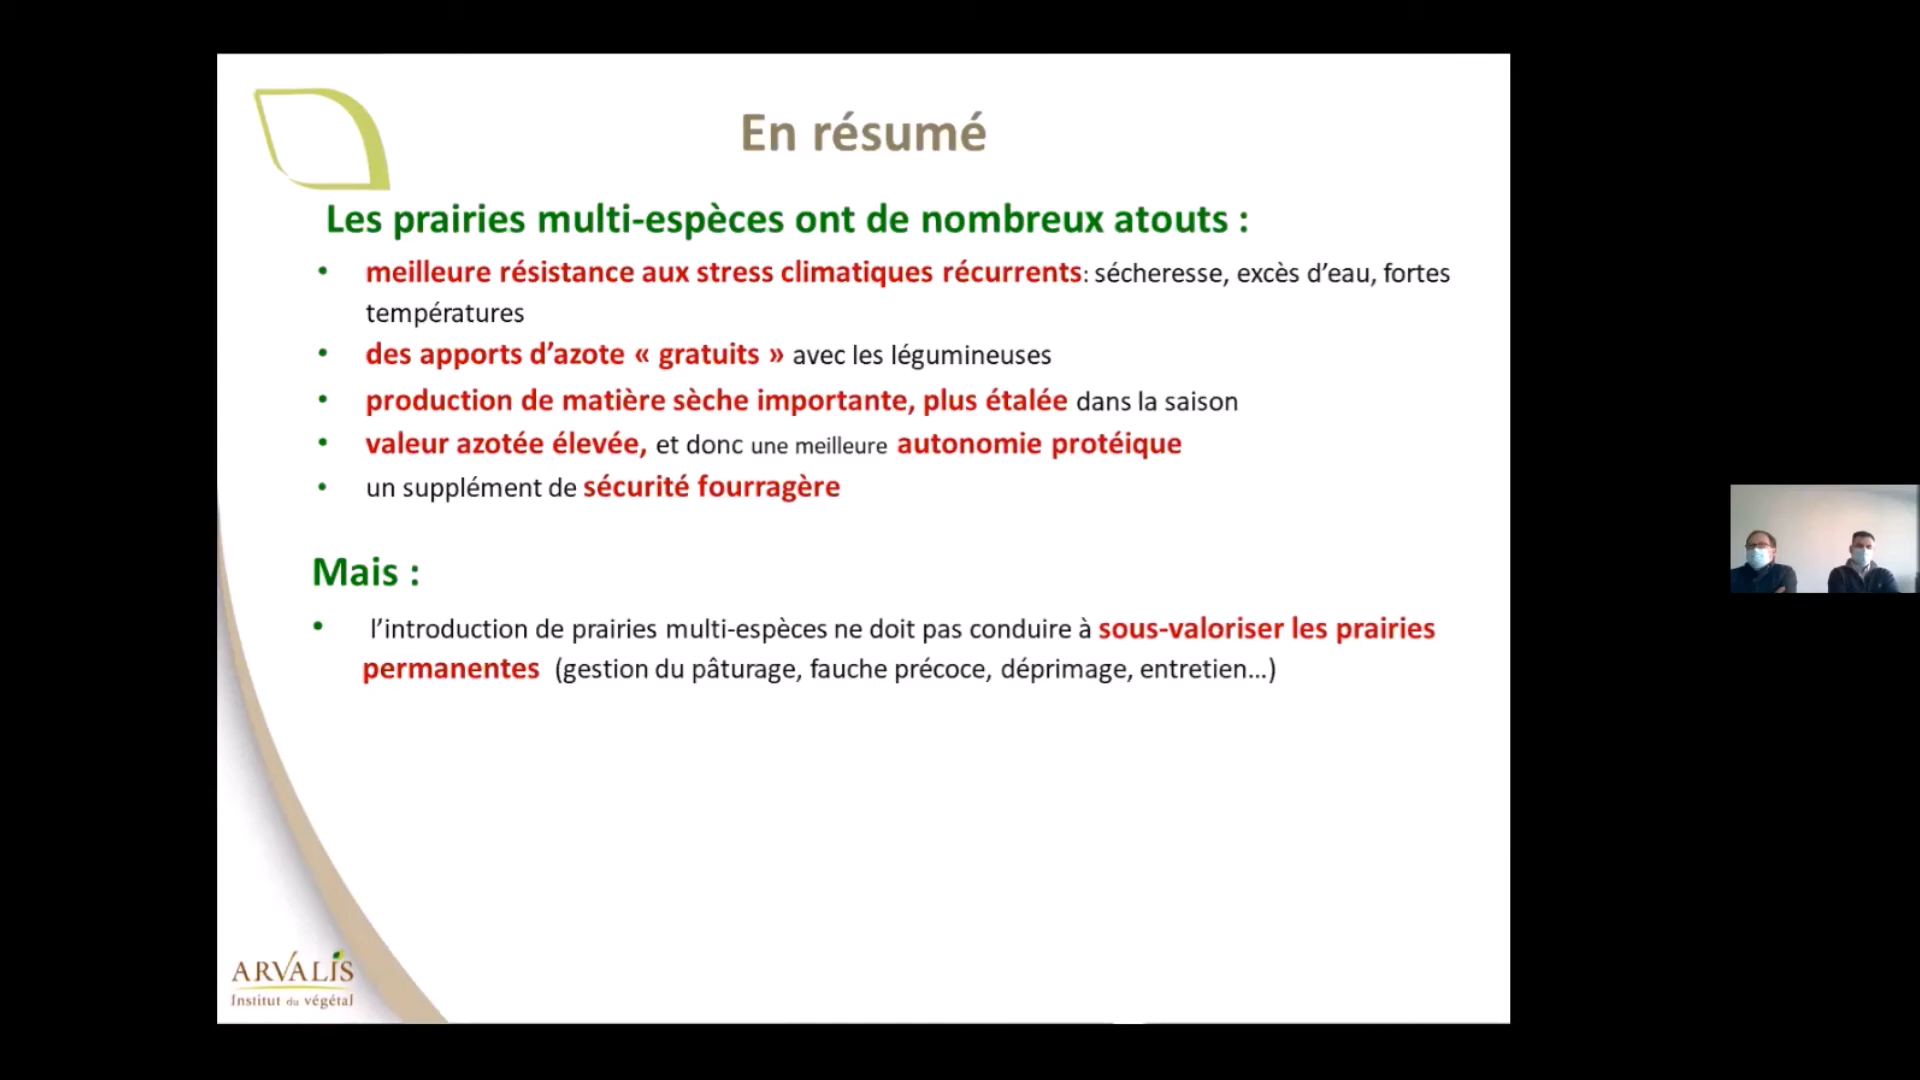 En résumé
Les prairies multi-espèces ont de nombreux atouts :
• meilleure résistance aux stress climatiques récurrents: sécheresse, excès d’eau, fortes
températures
• des apports d’azote « gratuits » avec les légumineuses
• production de matière sèche importante, plus étalée dans la saison
• valeur azotée élevée, et donc une meilleure autonomie protéique
• un supplément de sécurité fourragère
Mais :
• l’introduction de prairies multi-espèces ne doit pas conduire à sous-valoriser les prairies
permanentes (gestion du pâturage, fauche précoce, déprimage, entretien…)
ARVALIS
Institut du végétal